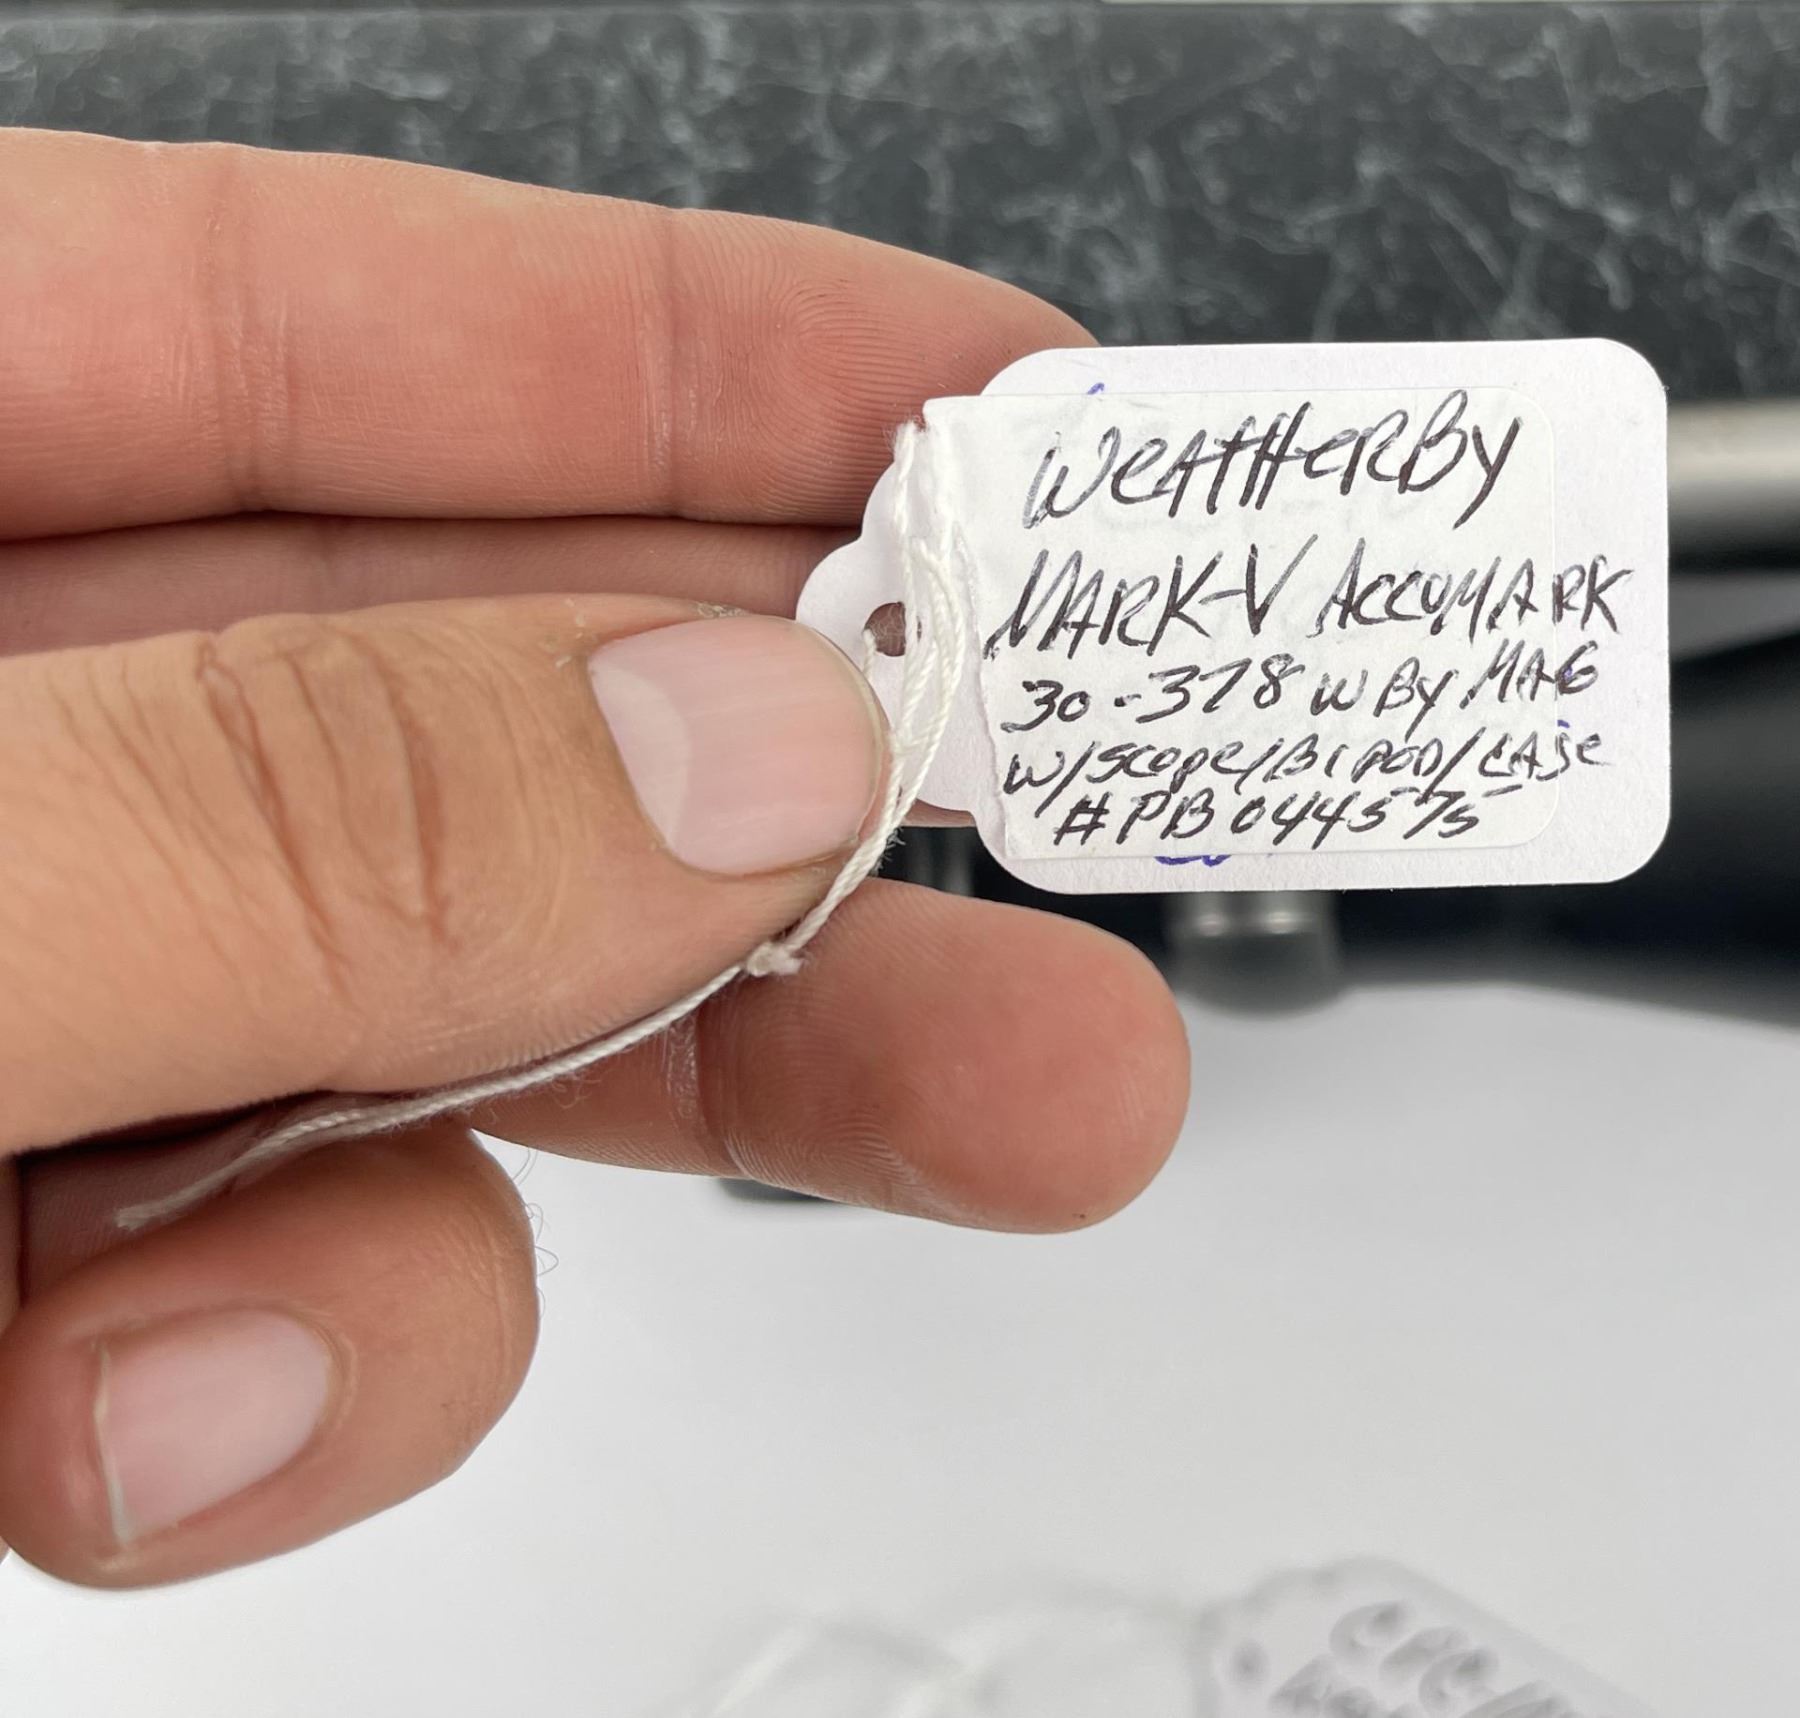 WeATHeRBy
MARK-V ACCUMARK
30-378 WBy MAG
W/Scope/BIPOD/CASe
#PB044575